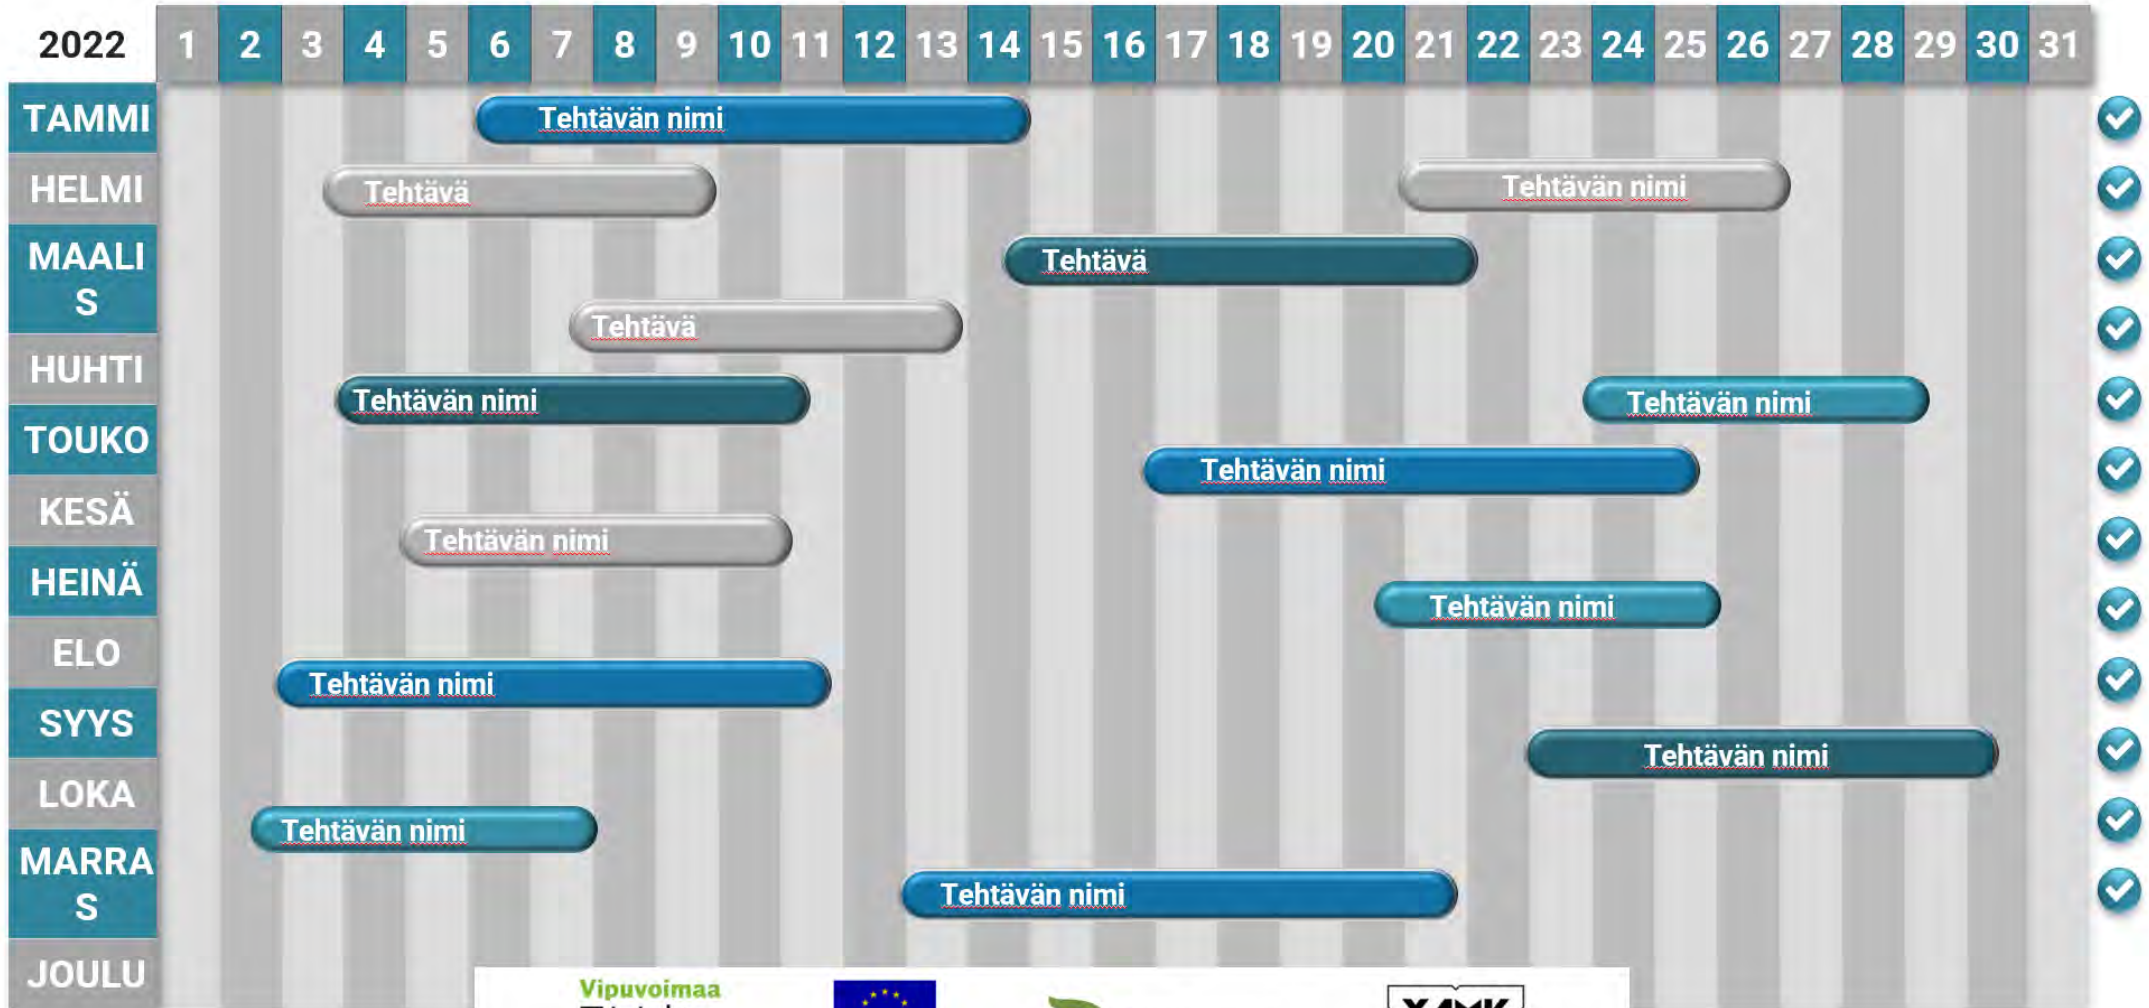 2022 1 2 3 4 5 6 7 8 9 10 11 12 13 14 15 16 17 18 19 20 21 22 23 24 25 26 27 28 29 30 31
TAMMI
Tehtävän nimi
HELMI
Tehtävä
Tehtävän nimi
MAALI
S
Tehtävä
Tehtävä
HUHTI
Tehtävän nimi
Tehtävän nimi
TOUKO
Tehtävän nimi
KESÄ
Tehtävän nimi
HEINÄ
Tehtävän nimi
ELO
Tehtävän nimi
SYYS
Tehtävän nimi
LOKA
Tehtävän nimi
MARRA
S
Tehtävän nimi
JOULU
Vipuvoimaa